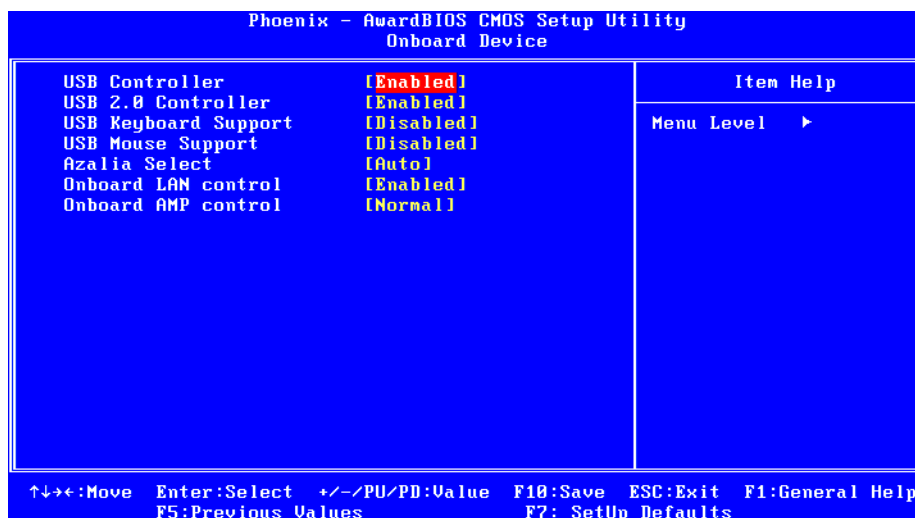 Phoenix - AwardBIOS CMOS Setup Utility
Onboard Device
USB Controller [Enabled]
USB 2.0 Controller [Enabled]
USB Keyboard Support [Disabled]
USB Mouse Support [Disabled]
Azalia Select [Auto]
Onboard LAN control [Enabled]
Onboard AMP control [Normal]
Item Help
Menu Level ►
↑↓→←:Move Enter:Select +/-/PU/PD:Value F10:Save ESC:Exit F1:General Help
F5:Previous Values F7: SetUp Defaults